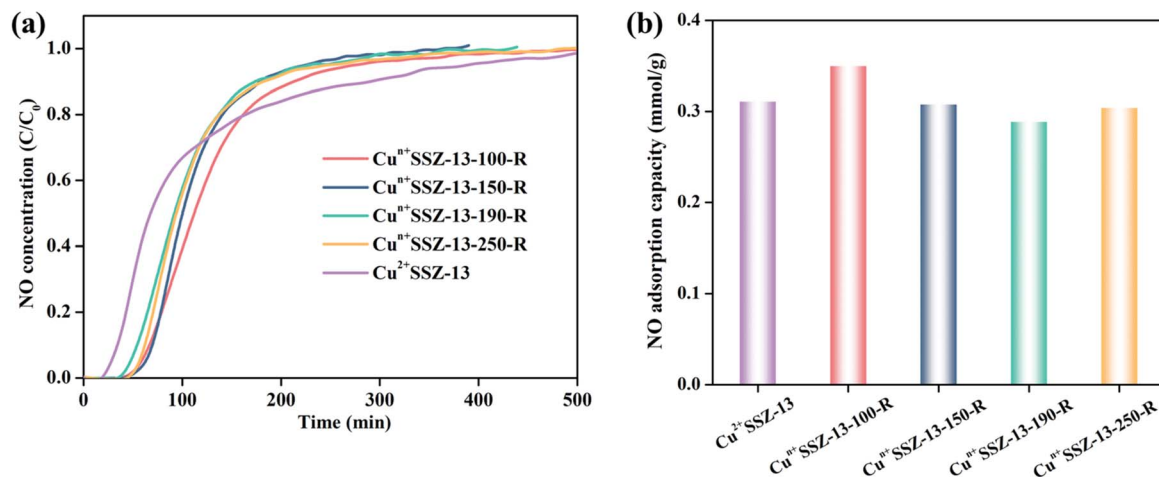 (a)
NO concentration (C/C₀)
1.0
0.8
0.6
0.4
0.2
0.0
Cuⁿ⁺SSZ-13-100-R
Cuⁿ⁺SSZ-13-150-R
Cuⁿ⁺SSZ-13-190-R
Cuⁿ⁺SSZ-13-250-R
Cu²⁺SSZ-13
0 100 200 300 400 500
Time (min)
(b)
NO adsorption capacity (mmol/g)
0.4
0.3
0.2
0.1
0.0
Cu²⁺SSZ-13
Cuⁿ⁺SSZ-13-100-R
Cuⁿ⁺SSZ-13-150-R
Cuⁿ⁺SSZ-13-190-R
Cuⁿ⁺SSZ-13-250-R